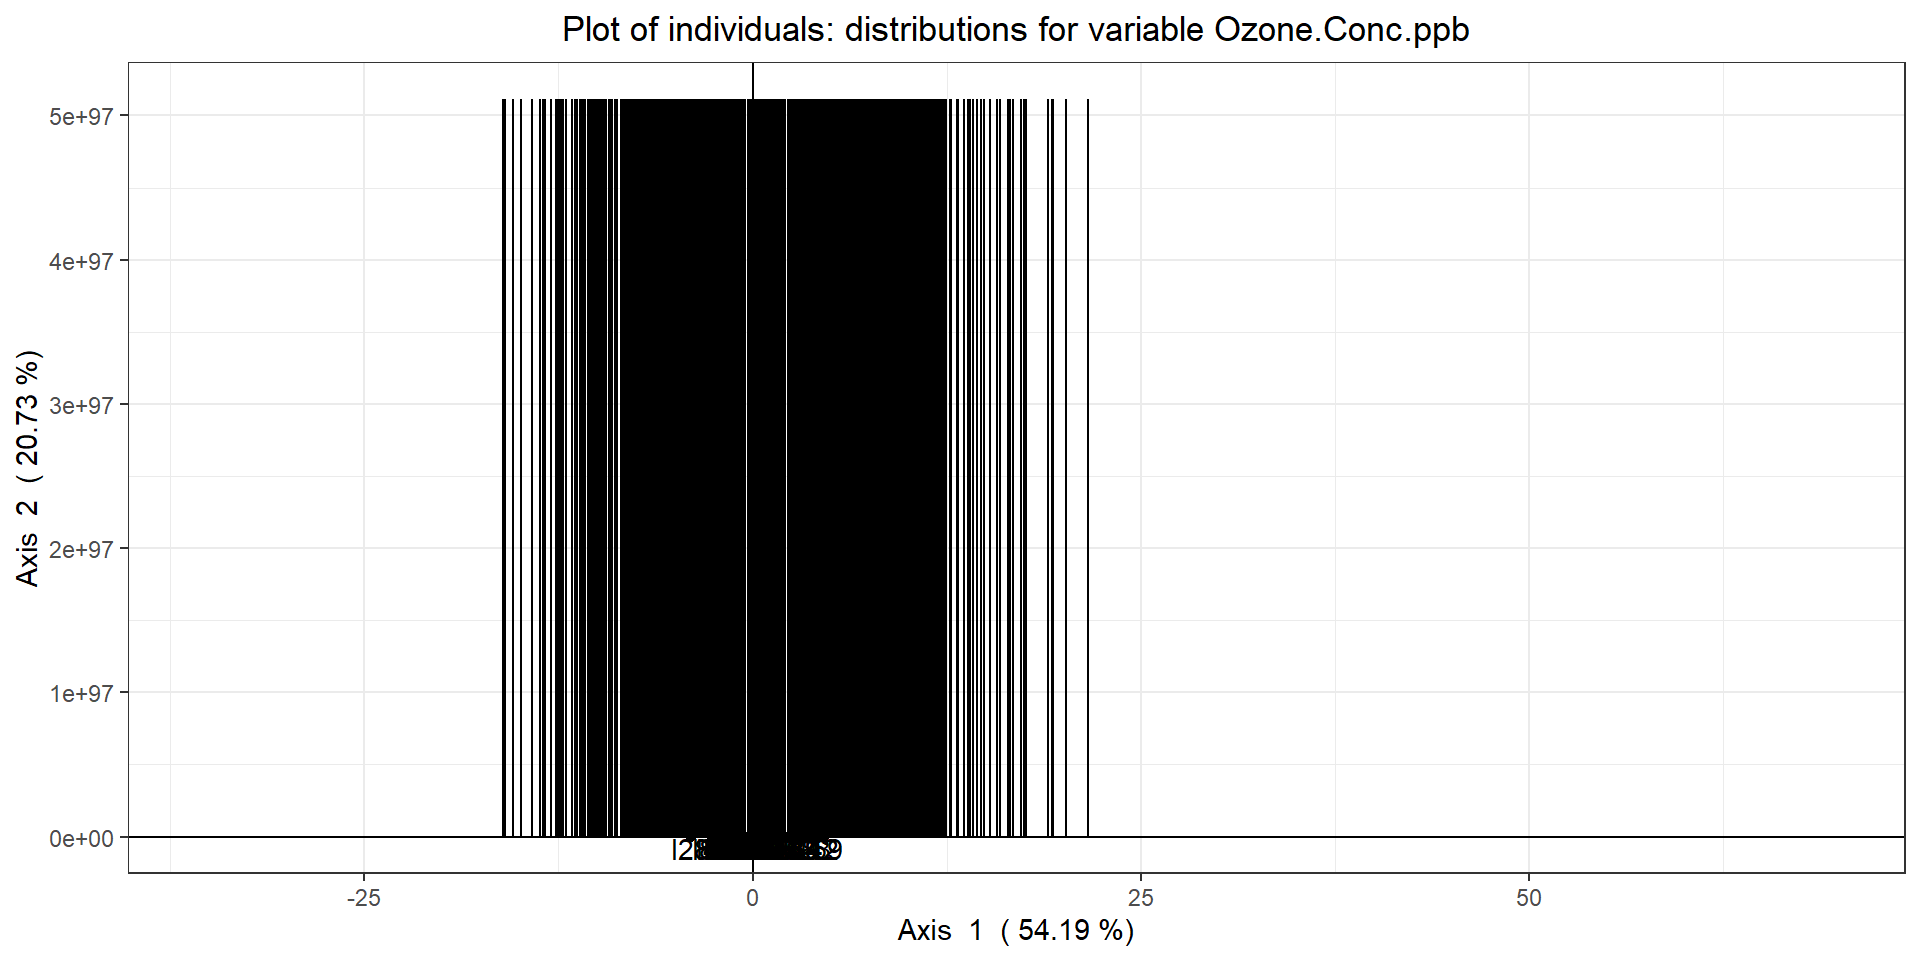 Plot of individuals: distributions for variable Ozone.Conc.ppb
5e+97
4e+97
3e+97
2e+97
1e+97
0e+00
Axis 2 ( 20.73 %)
-25
0
25
50
Axis 1 ( 54.19 %)